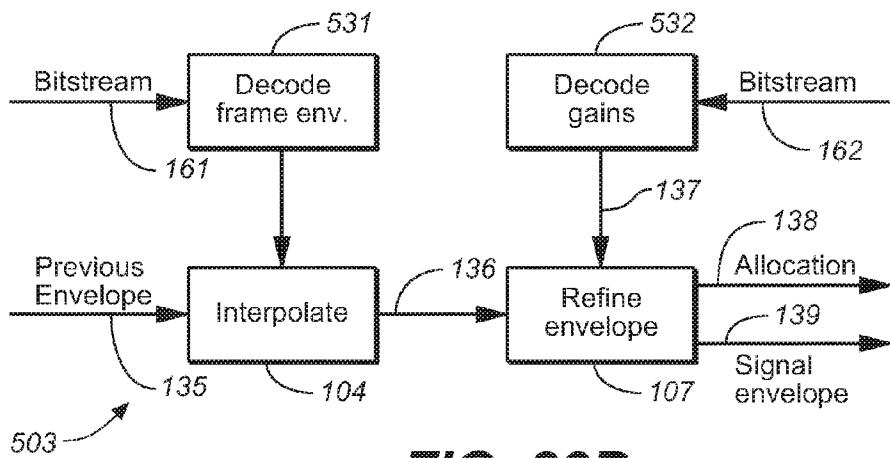 531
532
Bitstream
Decode
frame env.
Decode
gains
Bitstream
161
162
137
138
Previous
Envelope
136
Allocation
Interpolate
Refine
envelope
139
Signal
envelope
135
104
107
503